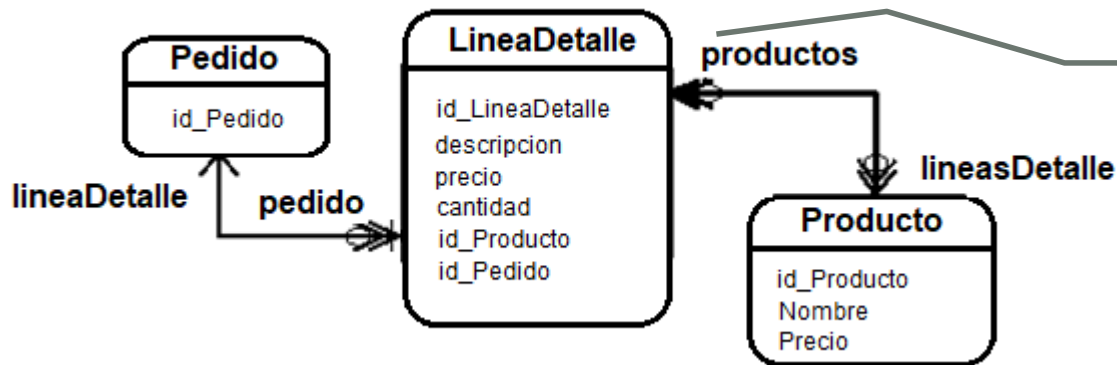 Pedido
id_Pedido
lineaDetalle
pedido
LineaDetalle
id_LineaDetalle
descripcion
precio
cantidad
id_Producto
id_Pedido
productos
lineasDetalle
Producto
id_Producto
Nombre
Precio